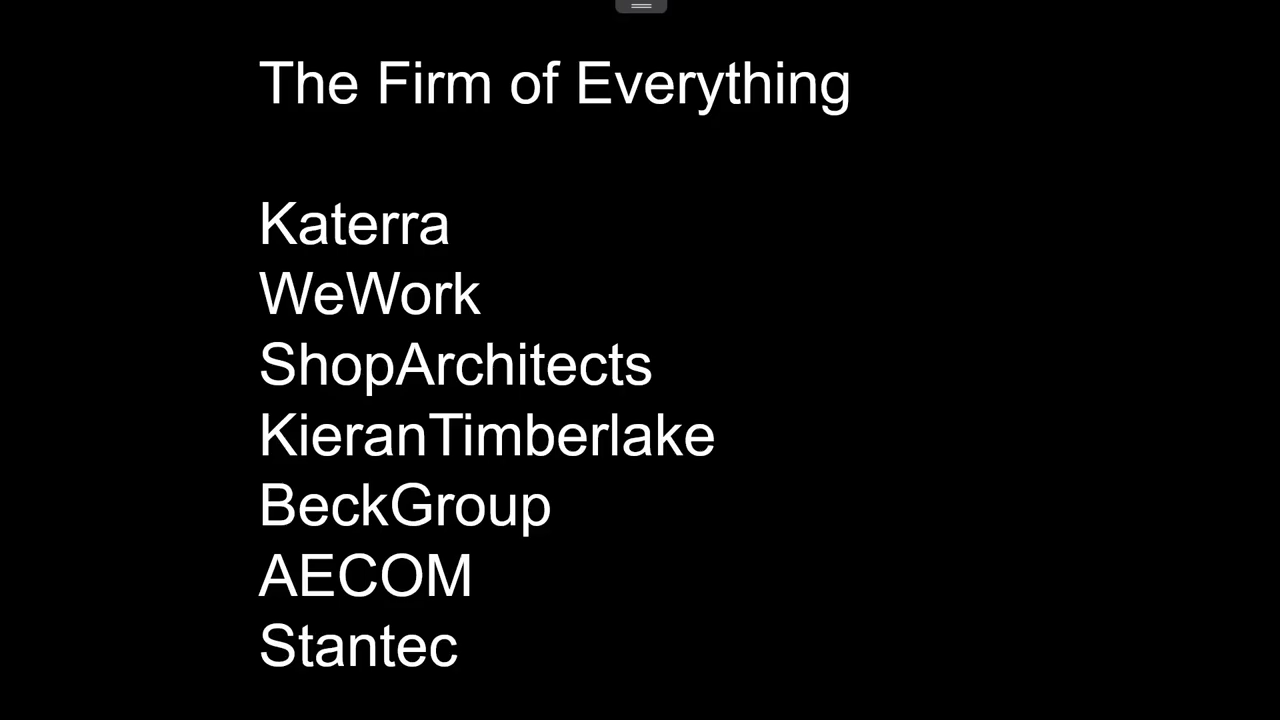 The Firm of Everything
Katerra
WeWork
ShopArchitects
KieranTimberlake
BeckGroup
AECOM
Stantec